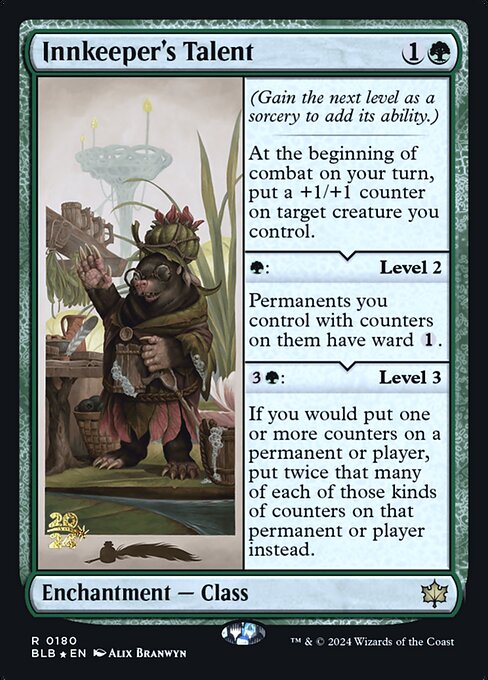 Innkeeper's Talent 1
(Gain the next level as a
sorcery to add its ability.)
At the beginning of
combat on your turn,
put a +1/+1 counter
on target creature you
control.
: Level 2
Permanents you
control with counters
on them have ward 1.
3: Level 3
If you would put one
or more counters on a
permanent or player,
put twice that many
of each of those kinds
of counters on that
permanent or player
instead.
2024
Enchantment — Class
R 0180
BLB ★ EN Alix Branwyn
™ & © 2024 Wizards of the Coast